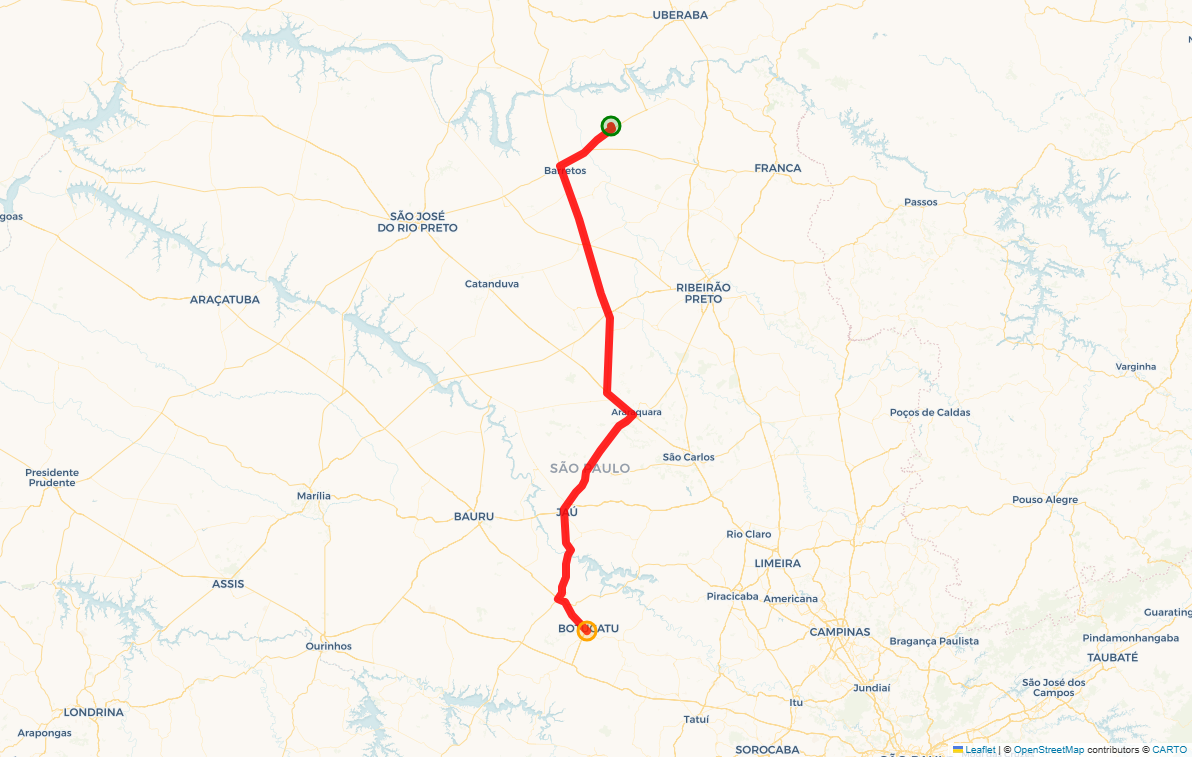 UBERABA
Barretos
FRANCA
Passos
SÃO JOSÉ
DO RIO PRETO
goas
Catanduva
RIBEIRÃO
PRETO
ARAÇATUBA
Varginha
Araraquara
Poços de Caldas
São Carlos
SÃO PAULO
Presidente
Prudente
Marília
Pouso Alegre
BAURU
JAÚ
Rio Claro
LIMEIRA
ASSIS
Piracicaba
Americana
Guarating
BOTUCATU
CAMPINAS
Bragança Paulista
Pindamonhangaba
Ourinhos
TAUBATÉ
São José dos
Campos
Jundiaí
Itu
LONDRINA
Tatuí
Arapongas
SOROCABA
Leaflet | © OpenStreetMap contributors © CARTO